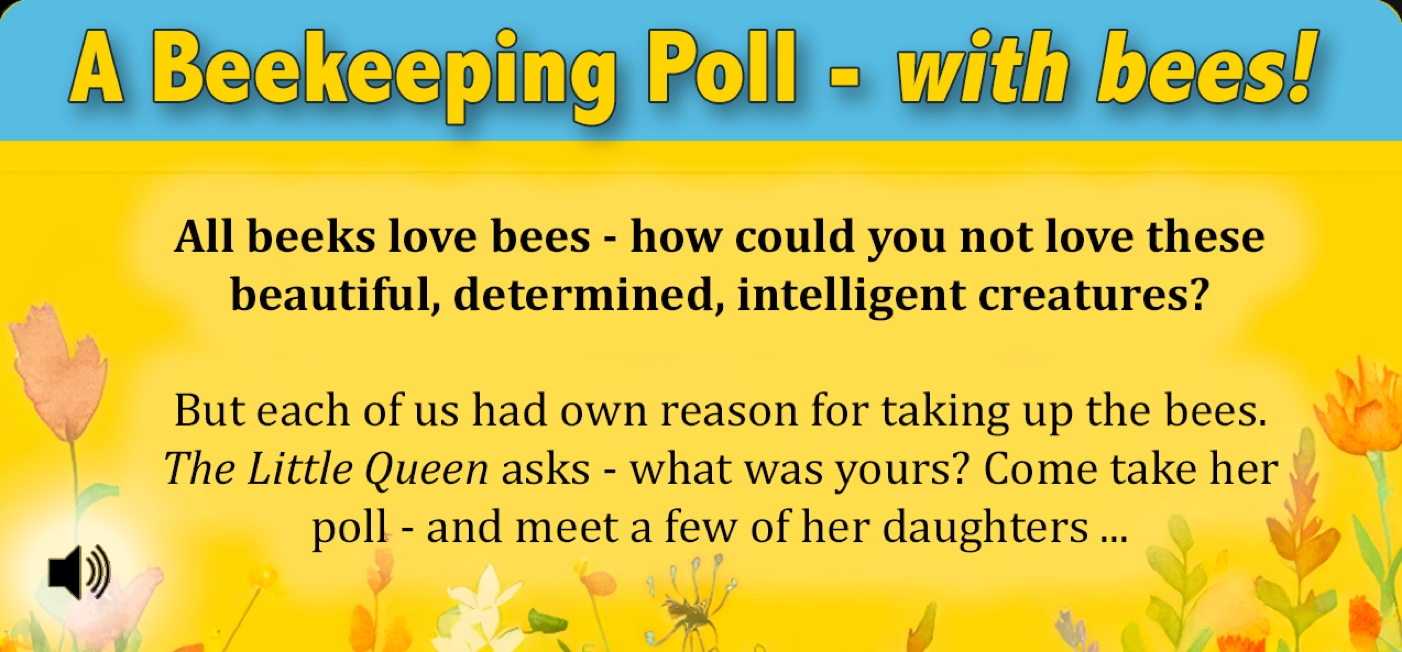 A Beekeeping Poll - with bees!
All beeks love bees - how could you not love these
beautiful, determined, intelligent creatures?
But each of us had own reason for taking up the bees.
The Little Queen asks - what was yours? Come take her
poll - and meet a few of her daughters ...